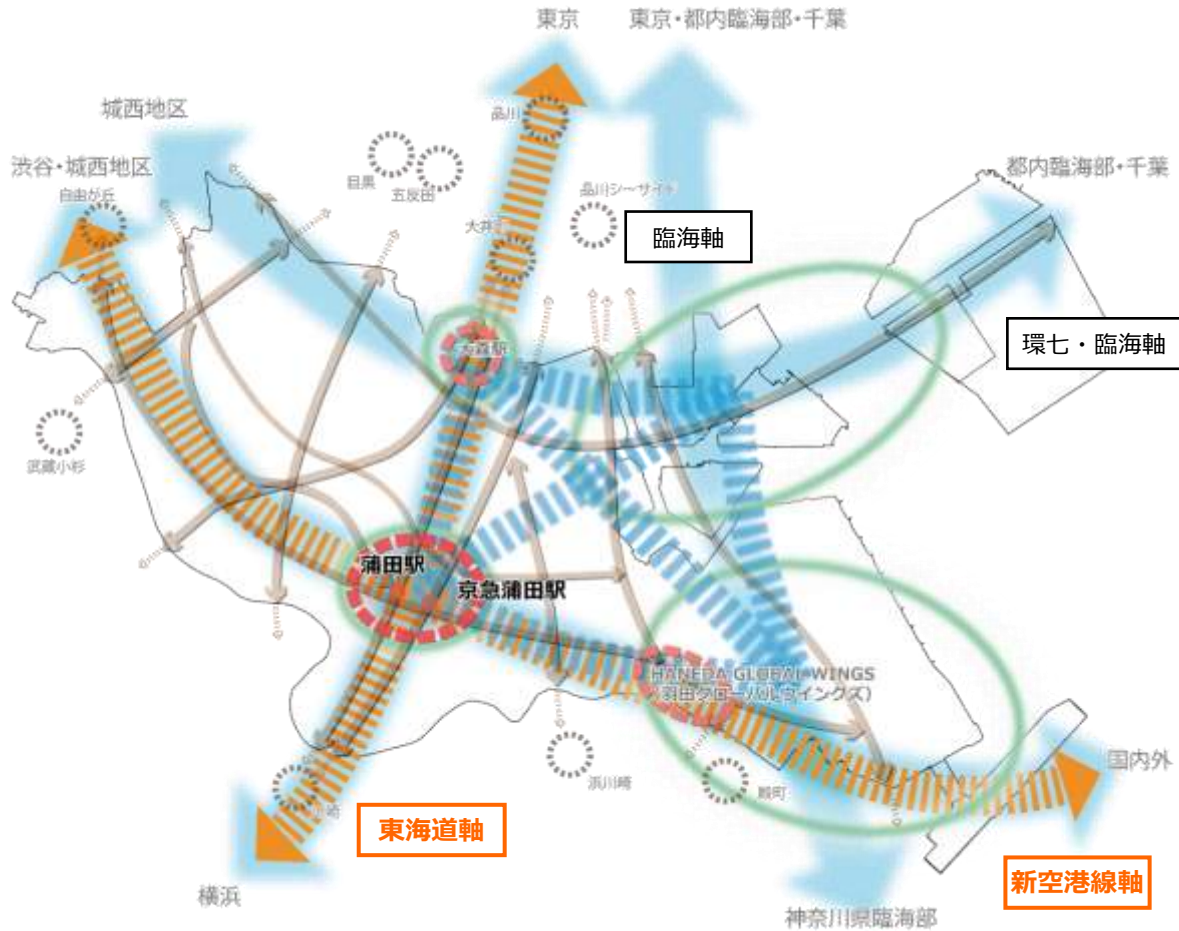 東京
東京・都内臨海部・千葉
城西地区
品川
渋谷・城西地区
自由が丘
目黒
五反田
品川シーサイド
都内臨海部・千葉
臨海軸
環七・臨海軸
大森駅
武蔵小杉
蒲田駅
京急蒲田駅
HANEDA GLOBAL WINGS
(羽田グローバルウイングズ)
国内外
浜川崎
殿町
川崎
東海道軸
新空港線軸
横浜
神奈川県臨海部